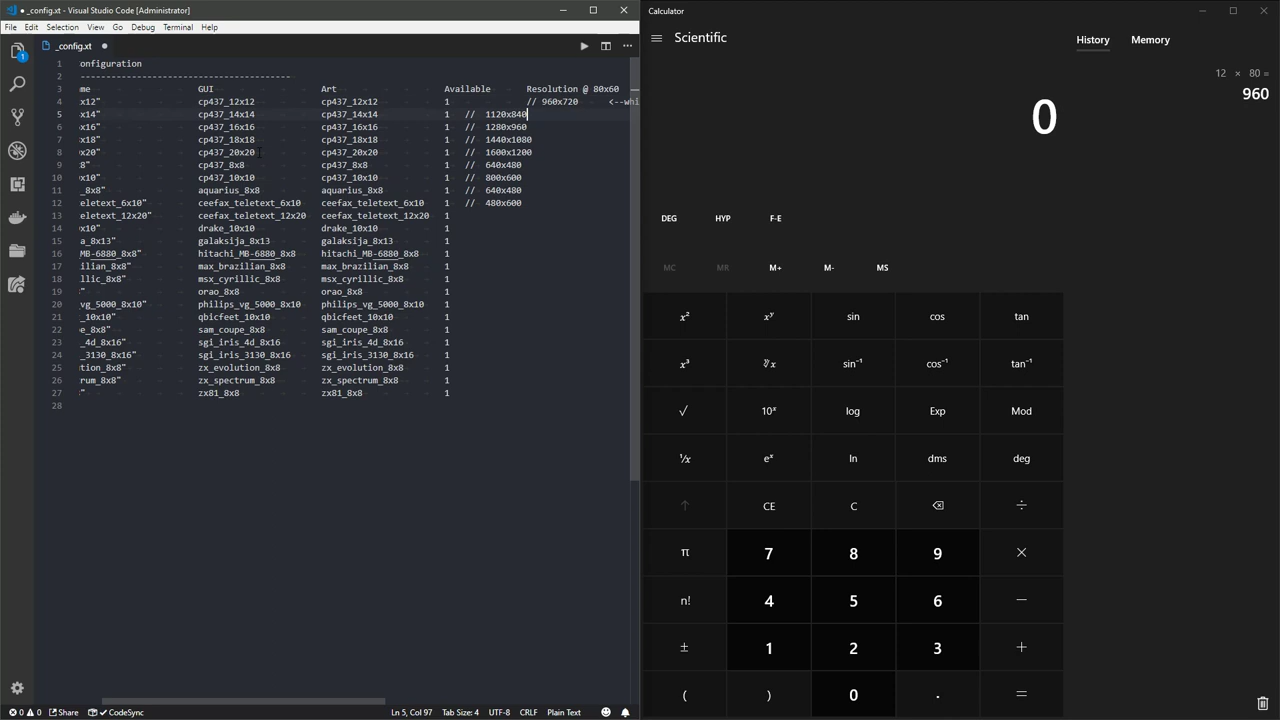 ● _config.xt - Visual Studio Code [Administrator]
File Edit Selection View Go Debug Terminal Help
_config.xt ●
1 onfiguration
2 -----------------------------------------
3 me GUI Art Available Resolution @ 80x60
4 x12" cp437_12x12 cp437_12x12 1 // 960x720 <--whi
5 x14" cp437_14x14 cp437_14x14 1 // 1120x840
6 x16" cp437_16x16 cp437_16x16 1 // 1280x960
7 x18" cp437_18x18 cp437_18x18 1 // 1440x1080
8 x20" cp437_20x20 cp437_20x20 1 // 1600x1200
9 8" cp437_8x8 cp437_8x8 1 // 640x480
10 x10" cp437_10x10 cp437_10x10 1 // 800x600
11 _8x8" aquarius_8x8 aquarius_8x8 1 // 640x480
12 eletext_6x10" ceefax_teletext_6x10 ceefax_teletext_6x10 1 // 480x600
13 eletext_12x20" ceefax_teletext_12x20 ceefax_teletext_12x20 1
14 0x10" drake_10x10 drake_10x10 1
15 a_8x13" galaksija_8x13 galaksija_8x13 1
16 _MB-6880_8x8" hitachi_MB-6880_8x8 hitachi_MB-6880_8x8 1
17 ilian_8x8" max_brazilian_8x8 max_brazilian_8x8 1
18 illic_8x8" msx_cyrillic_8x8 msx_cyrillic_8x8 1
19 " orao_8x8 orao_8x8 1
20 vg_5000_8x10" philips_vg_5000_8x10 philips_vg_5000_8x10 1
21 _10x10" qbicfeet_10x10 qbicfeet_10x10 1
22 e_8x8" sam_coupe_8x8 sam_coupe_8x8 1
23 _4d_8x16" sgi_iris_4d_8x16 sgi_iris_4d_8x16 1
24 _3130_8x16" sgi_iris_3130_8x16 sgi_iris_3130_8x16 1
25 tion_8x8" zx_evolution_8x8 zx_evolution_8x8 1
26 rum_8x8" zx_spectrum_8x8 zx_spectrum_8x8 1
27 " zx81_8x8 zx81_8x8 1
28
1
0 0 Share CodeSync Ln 5, Col 97 Tab Size: 4 UTF-8 CRLF Plain Text
Calculator
Scientific
History Memory
12 × 80 =
960
0
DEG HYP F-E
MC MR M+ M- MS
x² xʸ sin cos tan
x³ ʸ√x sin⁻¹ cos⁻¹ tan⁻¹
√ 10ˣ log Exp Mod
¹/x eˣ ln dms deg
↑ CE C ⌫ ÷
π 7 8 9 ×
n! 4 5 6 −
± 1 2 3 +
( ) 0 . =